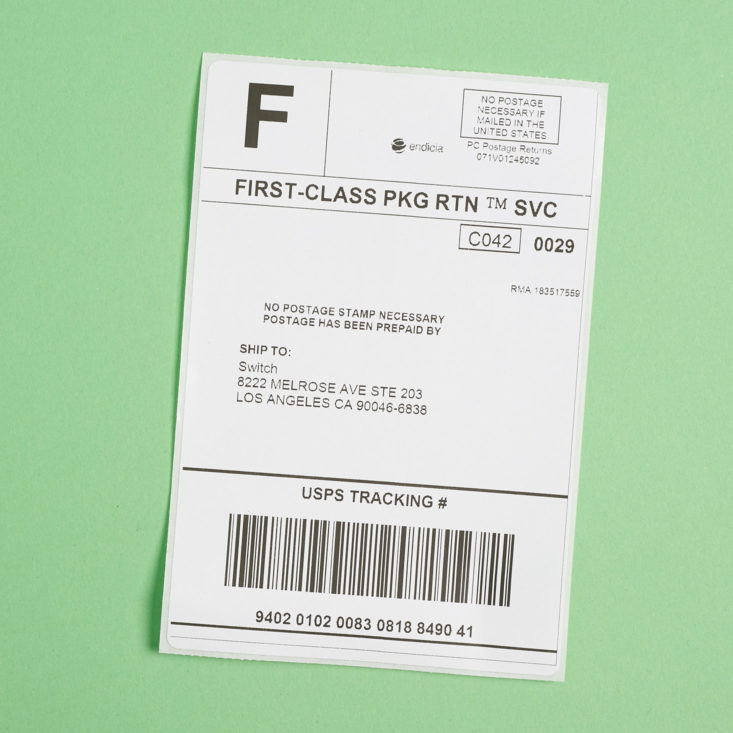 F
endicia
NO POSTAGE
NECESSARY IF
MAILED IN THE
UNITED STATES
PC Postage Returns
071V01245092
FIRST-CLASS PKG RTN ™ SVC
C042 0029
RMA 183517559
NO POSTAGE STAMP NECESSARY
POSTAGE HAS BEEN PREPAID BY
SHIP TO:
Switch
8222 MELROSE AVE STE 203
LOS ANGELES CA 90046-6838
USPS TRACKING #
9402 0102 0083 0818 8490 41